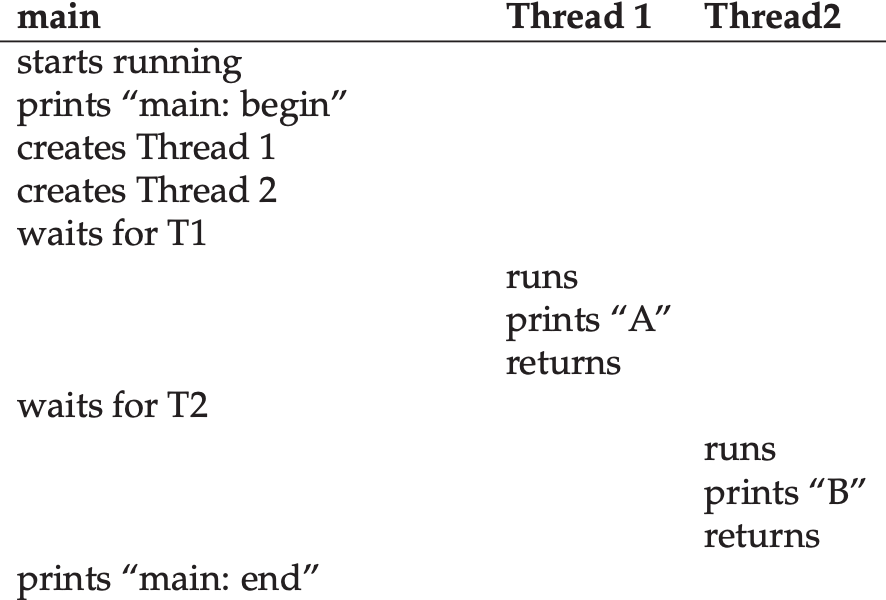 main Thread 1 Thread2
starts running
prints “main: begin”
creates Thread 1
creates Thread 2
waits for T1
runs
prints “A”
returns
waits for T2
runs
prints “B”
returns
prints “main: end”